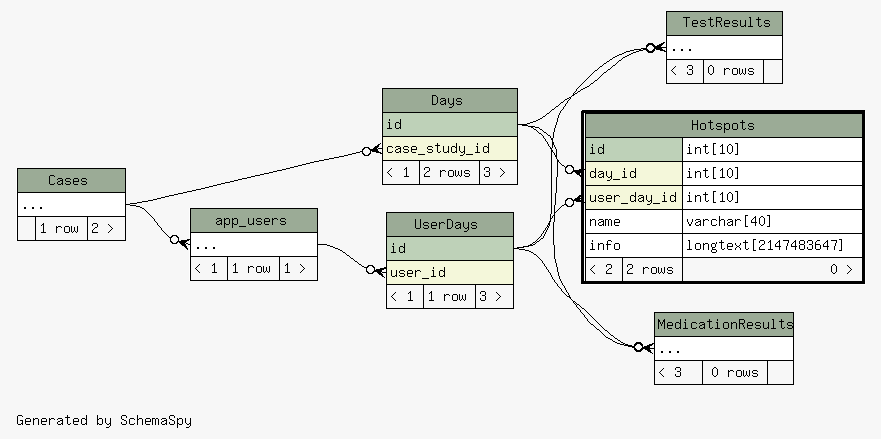 TestResults
...
< 3 0 rows
Days
id
case_study_id
< 1 2 rows 3 >
Hotspots
id int[10]
day_id int[10]
user_day_id int[10]
name varchar[40]
info longtext[2147483647]
< 2 2 rows 0 >
Cases
...
1 row 2 >
app_users
...
< 1 1 row 1 >
UserDays
id
user_id
< 1 1 row 3 >
MedicationResults
...
< 3 0 rows
Generated by SchemaSpy